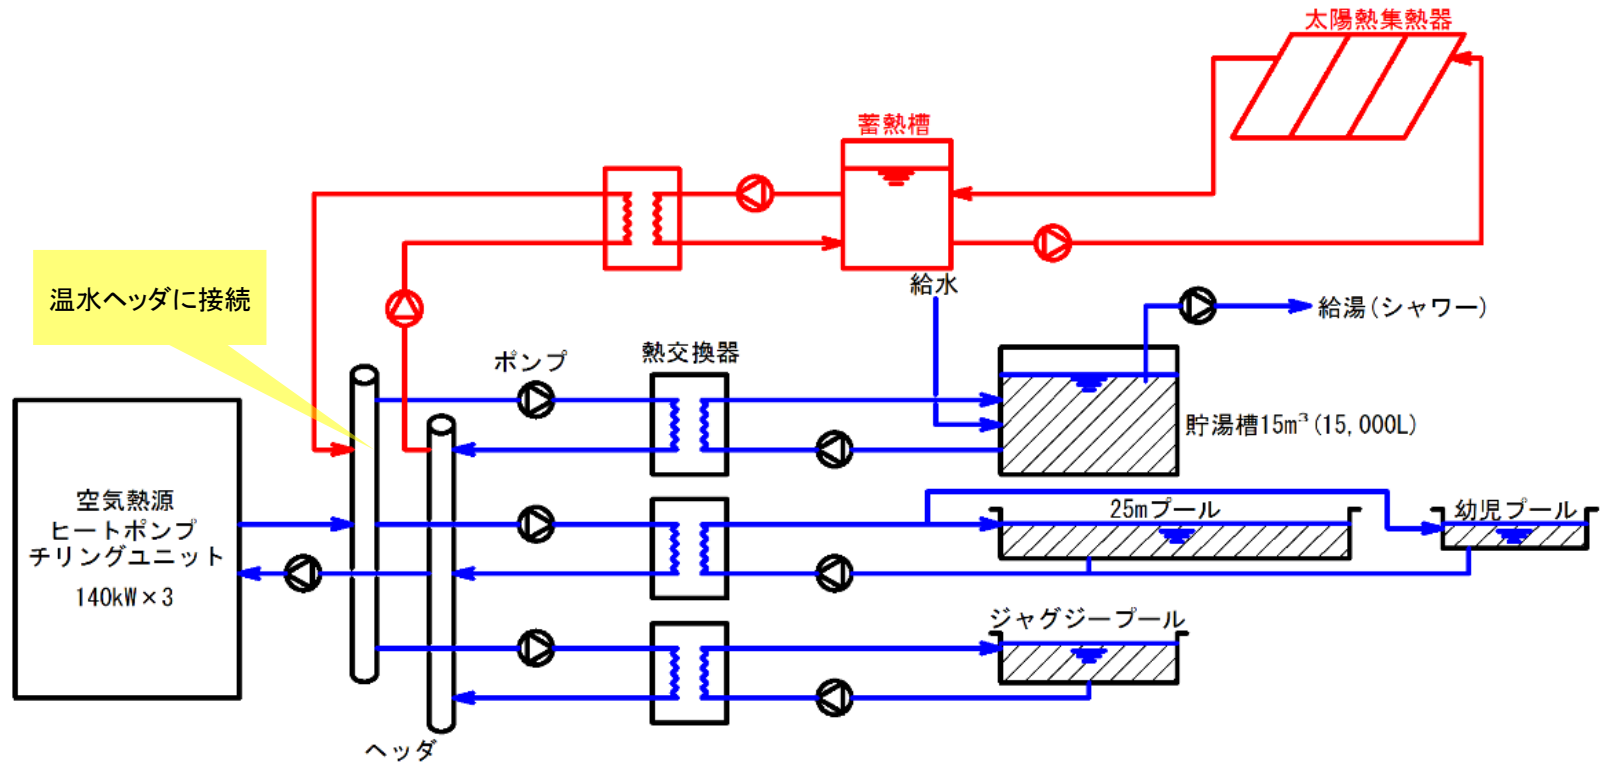 太陽熱集熱器
蓄熱槽
給水
温水ヘッダに接続
給湯(シャワー)
ポンプ
熱交換器
貯湯槽15m³(15,000L)
空気熱源
ヒートポンプ
チリングユニット
140kW×3
25mプール
幼児プール
ジャグジープール
ヘッダ